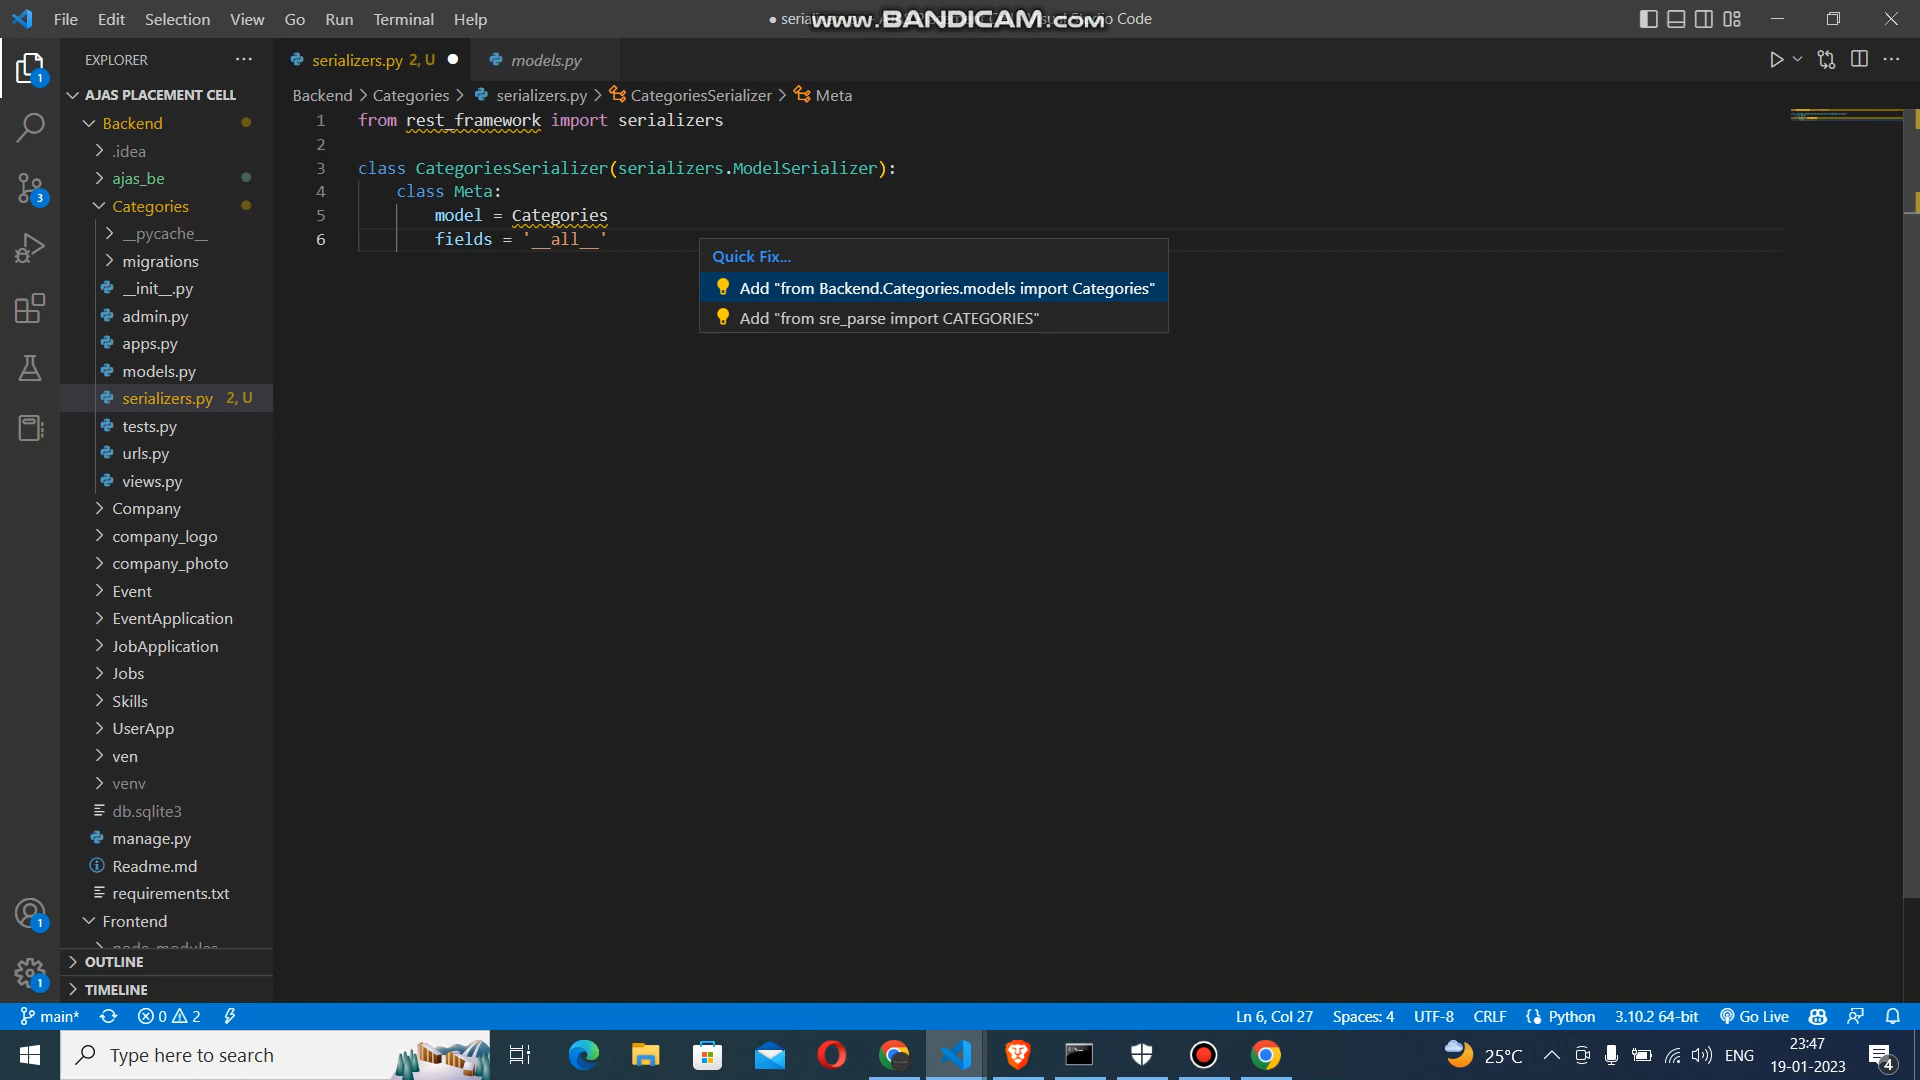 File Edit Selection View Go Run Terminal Help
www.BANDICAM.com
Code
EXPLORER
serializers.py 2, U
models.py
AJAS PLACEMENT CELL
Backend > Categories > serializers.py > CategoriesSerializer > Meta
Backend
.idea
ajas_be
Categories
__pycache__
migrations
__init__.py
admin.py
apps.py
models.py
serializers.py 2, U
tests.py
urls.py
views.py
Company
company_logo
company_photo
Event
EventApplication
JobApplication
Jobs
Skills
UserApp
ven
venv
db.sqlite3
manage.py
Readme.md
requirements.txt
Frontend
node_modules
OUTLINE
TIMELINE
1 from rest_framework import serializers
2
3 class CategoriesSerializer(serializers.ModelSerializer):
4 class Meta:
5 model = Categories
6 fields = '__all__'
Quick Fix...
Add "from Backend.Categories.models import Categories"
Add "from sre_parse import CATEGORIES"
1
3
1
1
main* 0 2 Ln 6, Col 27 Spaces: 4 UTF-8 CRLF Python 3.10.2 64-bit Go Live
Type here to search
25°C ENG 23:47
19-01-2023 4